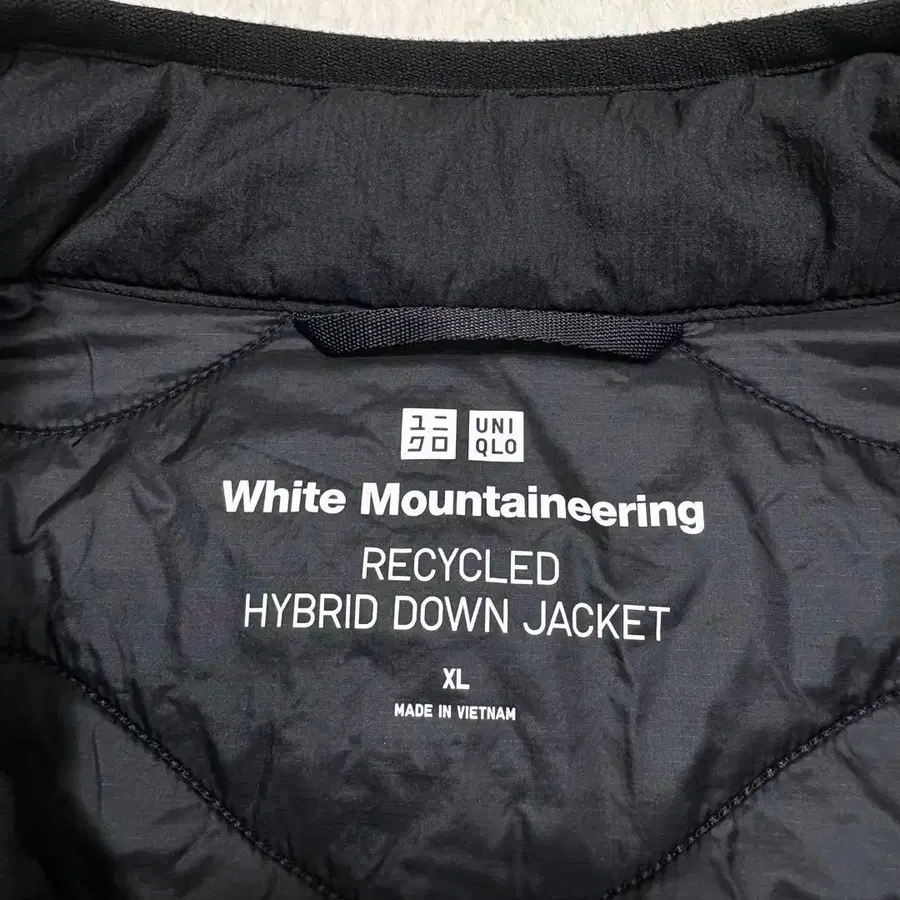 ユニ UNI
クロ QLO
White Mountaineering
RECYCLED
HYBRID DOWN JACKET
XL
MADE IN VIETNAM